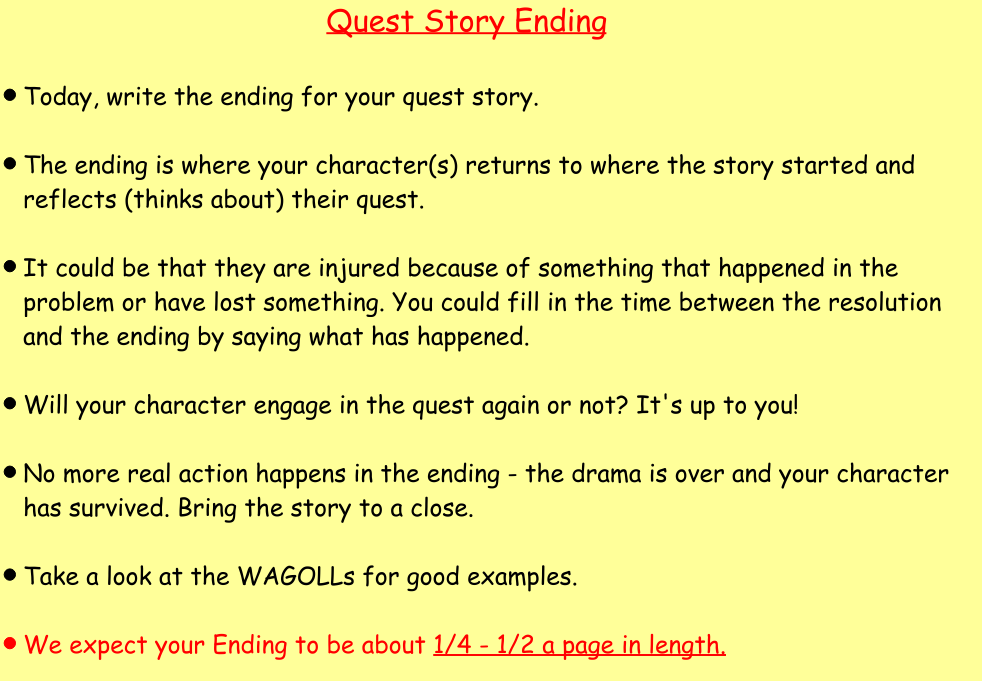 Quest Story Ending
• Today, write the ending for your quest story.
• The ending is where your character(s) returns to where the story started and
reflects (thinks about) their quest.
• It could be that they are injured because of something that happened in the
problem or have lost something. You could fill in the time between the resolution
and the ending by saying what has happened.
• Will your character engage in the quest again or not? It's up to you!
• No more real action happens in the ending - the drama is over and your character
has survived. Bring the story to a close.
• Take a look at the WAGOLLs for good examples.
• We expect your Ending to be about 1/4 - 1/2 a page in length.